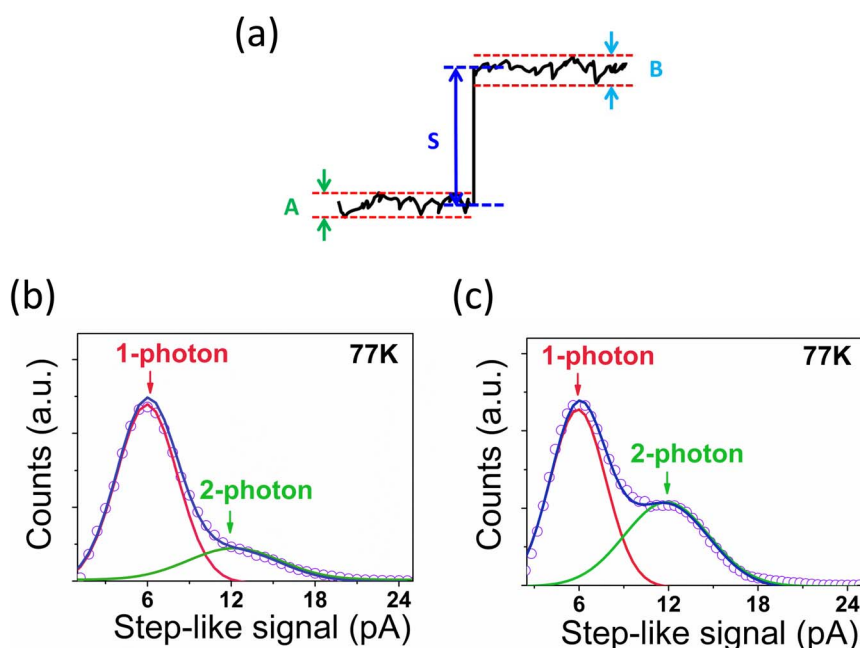 (a)
B
S
A
(b)
1-photon
77K
2-photon
Counts (a.u.)
6 12 18 24
Step-like signal (pA)
(c)
1-photon
77K
2-photon
Counts (a.u.)
6 12 18 24
Step-like signal (pA)